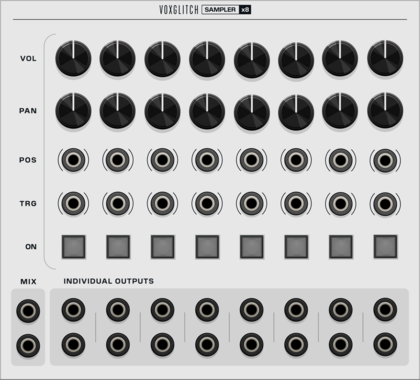 VOXGLITCH SAMPLER x8
VOL
PAN
POS
TRG
ON
MIX INDIVIDUAL OUTPUTS